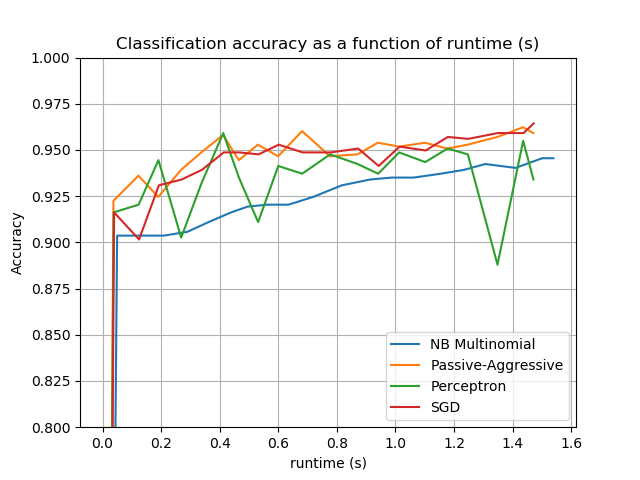 Classification accuracy as a function of runtime (s)
1.000
0.975
0.950
0.925
0.900
0.875
0.850
0.825
0.800
Accuracy
NB Multinomial
Passive-Aggressive
Perceptron
SGD
0.0 0.2 0.4 0.6 0.8 1.0 1.2 1.4 1.6
runtime (s)